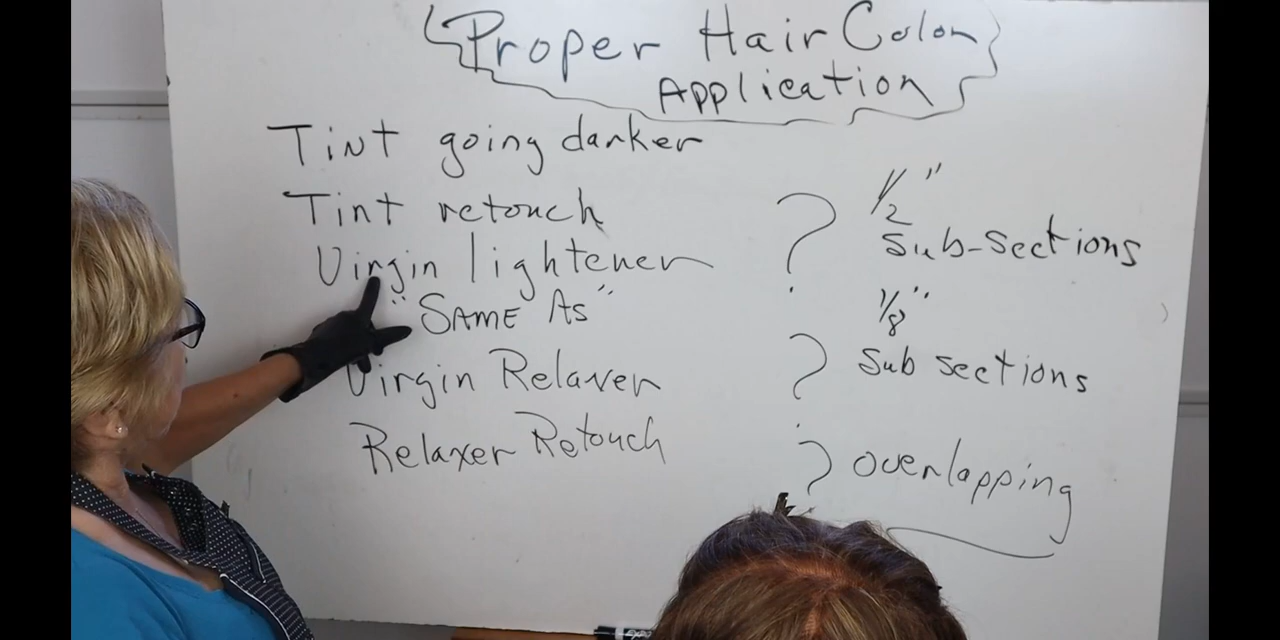 Proper Hair Color
Application
Tint going darker
Tint retouch
Virgin lightener
"SAME As"
Virgin Relaxer
Relaxer Retouch
? 1/2"
Sub-sections
1/8"
? Sub sections
? overlapping